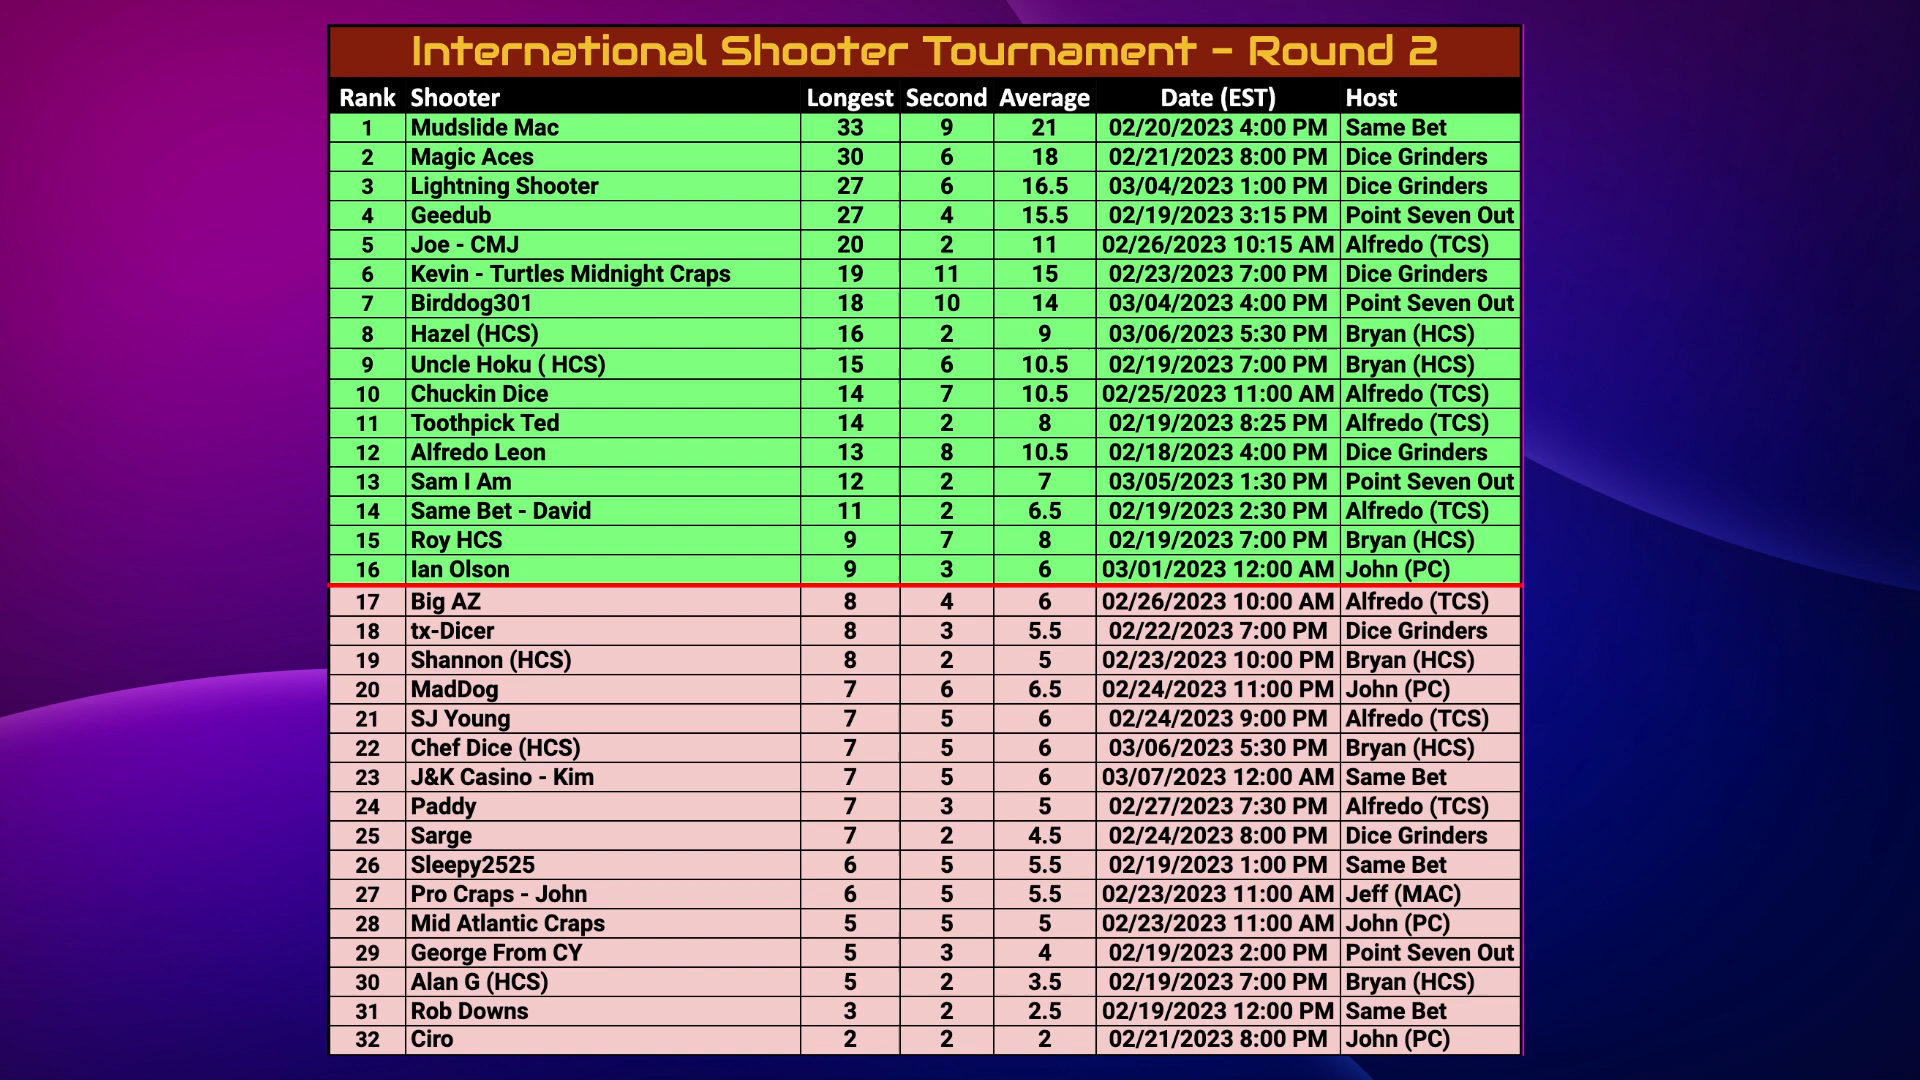 International Shooter Tournament - Round 2
Rank Shooter Longest Second Average Date (EST) Host
1 Mudslide Mac 33 9 21 02/20/2023 4:00 PM Same Bet
2 Magic Aces 30 6 18 02/21/2023 8:00 PM Dice Grinders
3 Lightning Shooter 27 6 16.5 03/04/2023 1:00 PM Dice Grinders
4 Geedub 27 4 15.5 02/19/2023 3:15 PM Point Seven Out
5 Joe - CMJ 20 2 11 02/26/2023 10:15 AM Alfredo (TCS)
6 Kevin - Turtles Midnight Craps 19 11 15 02/23/2023 7:00 PM Dice Grinders
7 Birddog301 18 10 14 03/04/2023 4:00 PM Point Seven Out
8 Hazel (HCS) 16 2 9 03/06/2023 5:30 PM Bryan (HCS)
9 Uncle Hoku ( HCS) 15 6 10.5 02/19/2023 7:00 PM Bryan (HCS)
10 Chuckin Dice 14 7 10.5 02/25/2023 11:00 AM Alfredo (TCS)
11 Toothpick Ted 14 2 8 02/19/2023 8:25 PM Alfredo (TCS)
12 Alfredo Leon 13 8 10.5 02/18/2023 4:00 PM Dice Grinders
13 Sam I Am 12 2 7 03/05/2023 1:30 PM Point Seven Out
14 Same Bet - David 11 2 6.5 02/19/2023 2:30 PM Alfredo (TCS)
15 Roy HCS 9 7 8 02/19/2023 7:00 PM Bryan (HCS)
16 Ian Olson 9 3 6 03/01/2023 12:00 AM John (PC)
17 Big AZ 8 4 6 02/26/2023 10:00 AM Alfredo (TCS)
18 tx-Dicer 8 3 5.5 02/22/2023 7:00 PM Dice Grinders
19 Shannon (HCS) 8 2 5 02/23/2023 10:00 PM Bryan (HCS)
20 MadDog 7 6 6.5 02/24/2023 11:00 PM John (PC)
21 SJ Young 7 5 6 02/24/2023 9:00 PM Alfredo (TCS)
22 Chef Dice (HCS) 7 5 6 03/06/2023 5:30 PM Bryan (HCS)
23 J&K Casino - Kim 7 5 6 03/07/2023 12:00 AM Same Bet
24 Paddy 7 3 5 02/27/2023 7:30 PM Alfredo (TCS)
25 Sarge 7 2 4.5 02/24/2023 8:00 PM Dice Grinders
26 Sleepy2525 6 5 5.5 02/19/2023 1:00 PM Same Bet
27 Pro Craps - John 6 5 5.5 02/23/2023 11:00 AM Jeff (MAC)
28 Mid Atlantic Craps 5 5 5 02/23/2023 11:00 AM John (PC)
29 George From CY 5 3 4 02/19/2023 2:00 PM Point Seven Out
30 Alan G (HCS) 5 2 3.5 02/19/2023 7:00 PM Bryan (HCS)
31 Rob Downs 3 2 2.5 02/19/2023 12:00 PM Same Bet
32 Ciro 2 2 2 02/21/2023 8:00 PM John (PC)